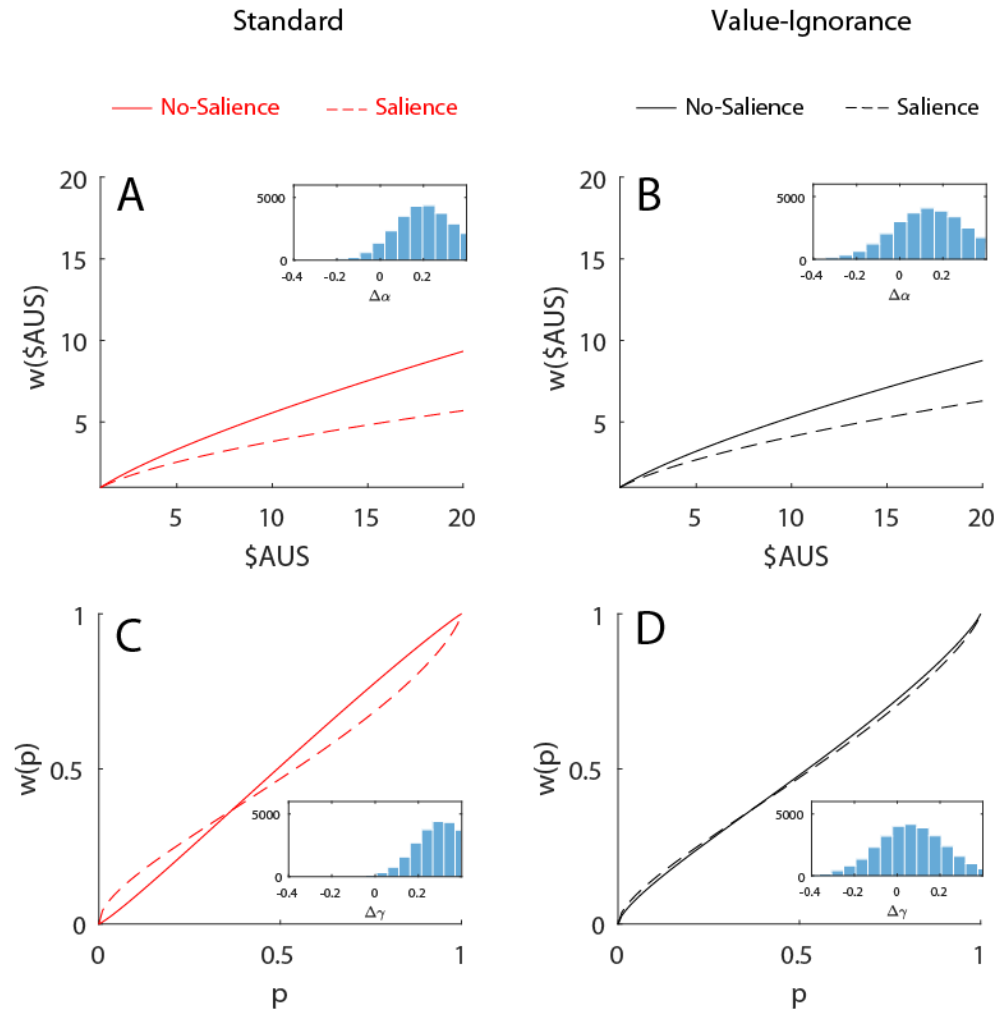 Standard
Value-Ignorance
No-Salience
Salience
No-Salience
Salience
A
20
15
10
5
w($AUS)
5
10
15
20
$AUS
5000
0
-0.4
-0.2
0
0.2
Δα
B
20
15
10
5
w($AUS)
5
10
15
20
$AUS
5000
0
-0.4
-0.2
0
0.2
Δα
C
1
0.5
0
w(p)
0
0.5
1
p
5000
0
-0.4
-0.2
0
0.2
Δγ
D
1
0.5
0
w(p)
0
0.5
1
p
5000
0
-0.4
-0.2
0
0.2
Δγ